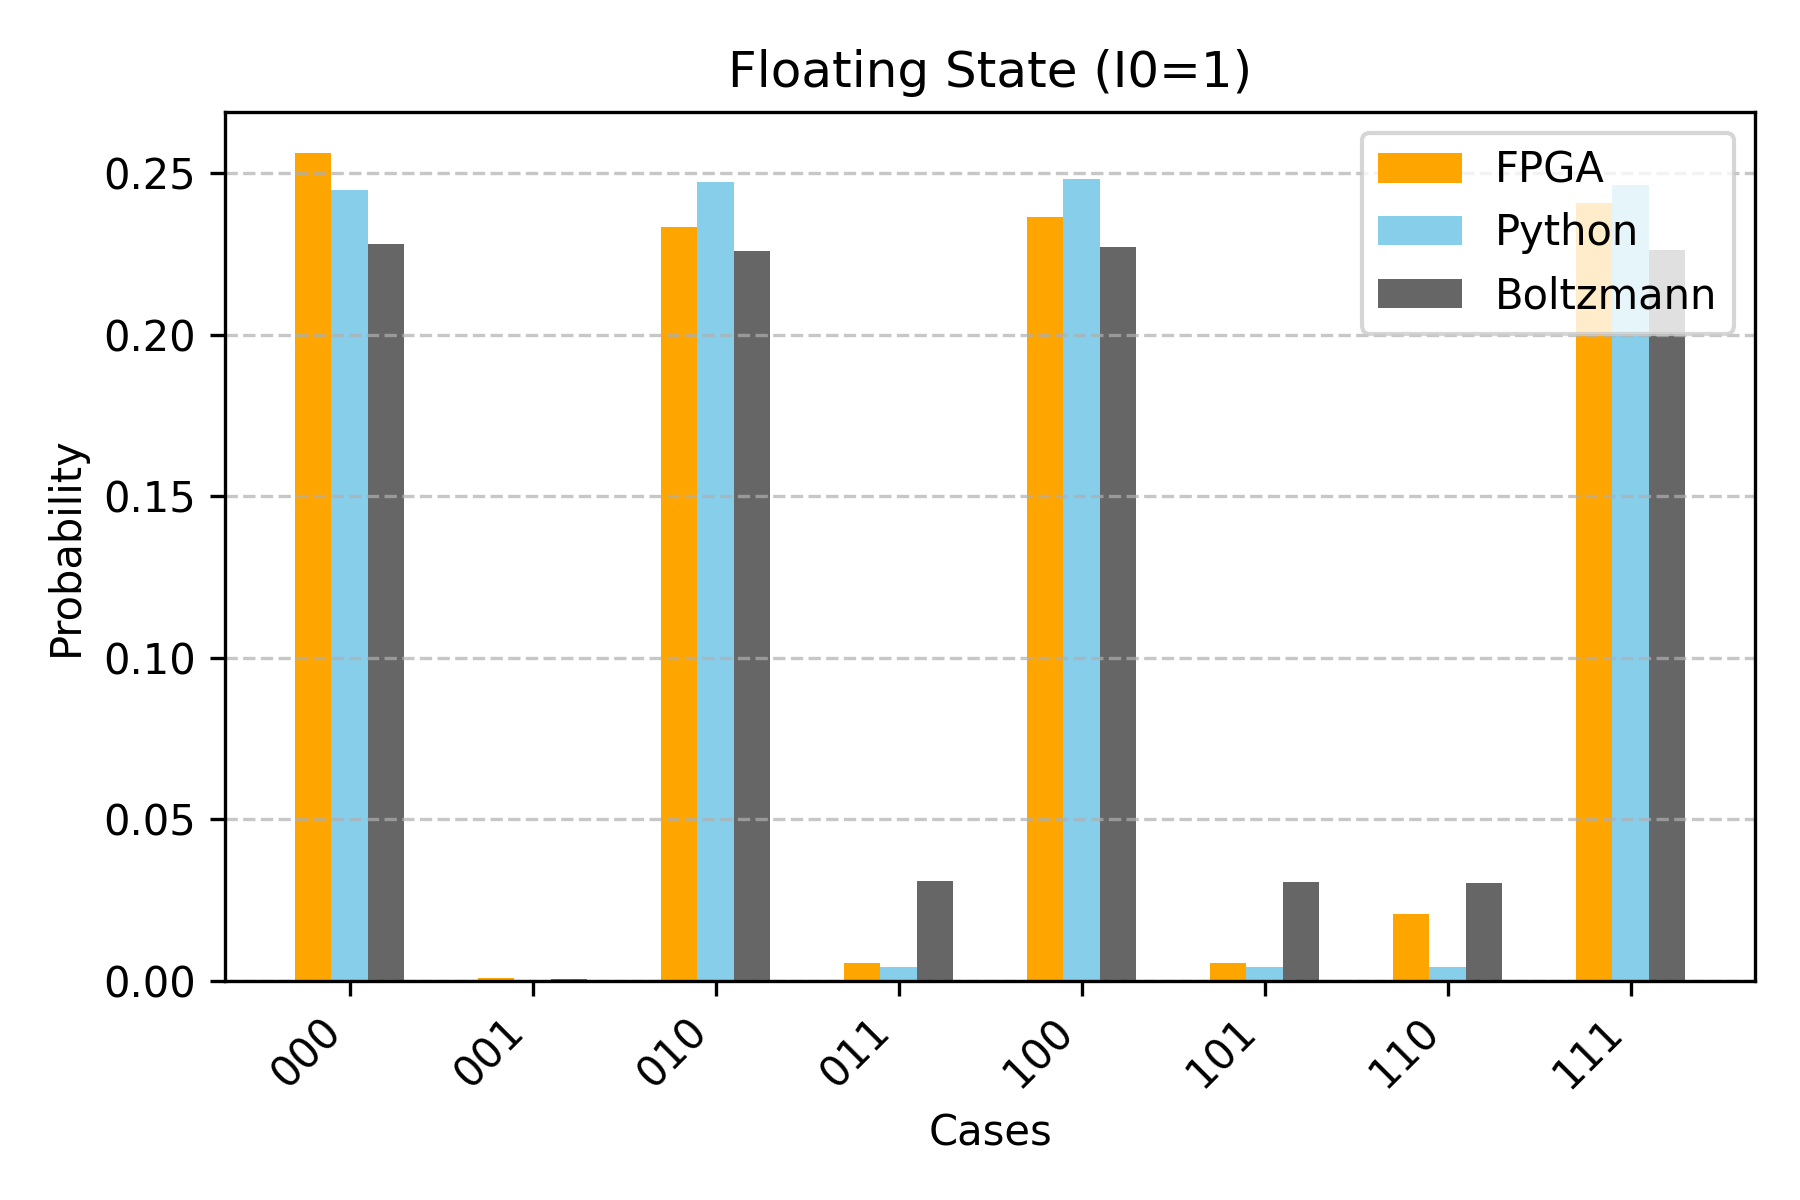 Floating State (I0=1)
FPGA
Python
Boltzmann
Probability
0.25
0.20
0.15
0.10
0.05
0.00
000 001 010 011 100 101 110 111
Cases